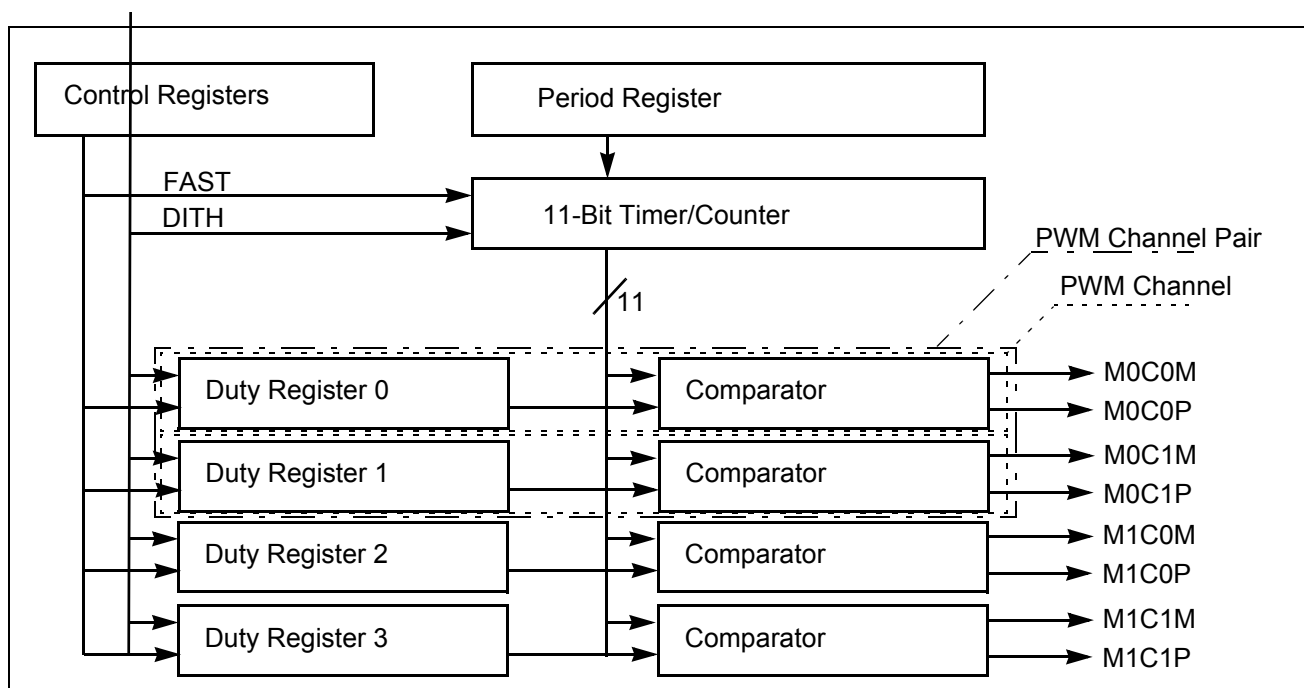 Control Registers
Period Register
FAST
DITH
11-Bit Timer/Counter
PWM Channel Pair
PWM Channel
11
Duty Register 0
Comparator
M0C0M
M0C0P
Duty Register 1
Comparator
M0C1M
M0C1P
Duty Register 2
Comparator
M1C0M
M1C0P
Duty Register 3
Comparator
M1C1M
M1C1P